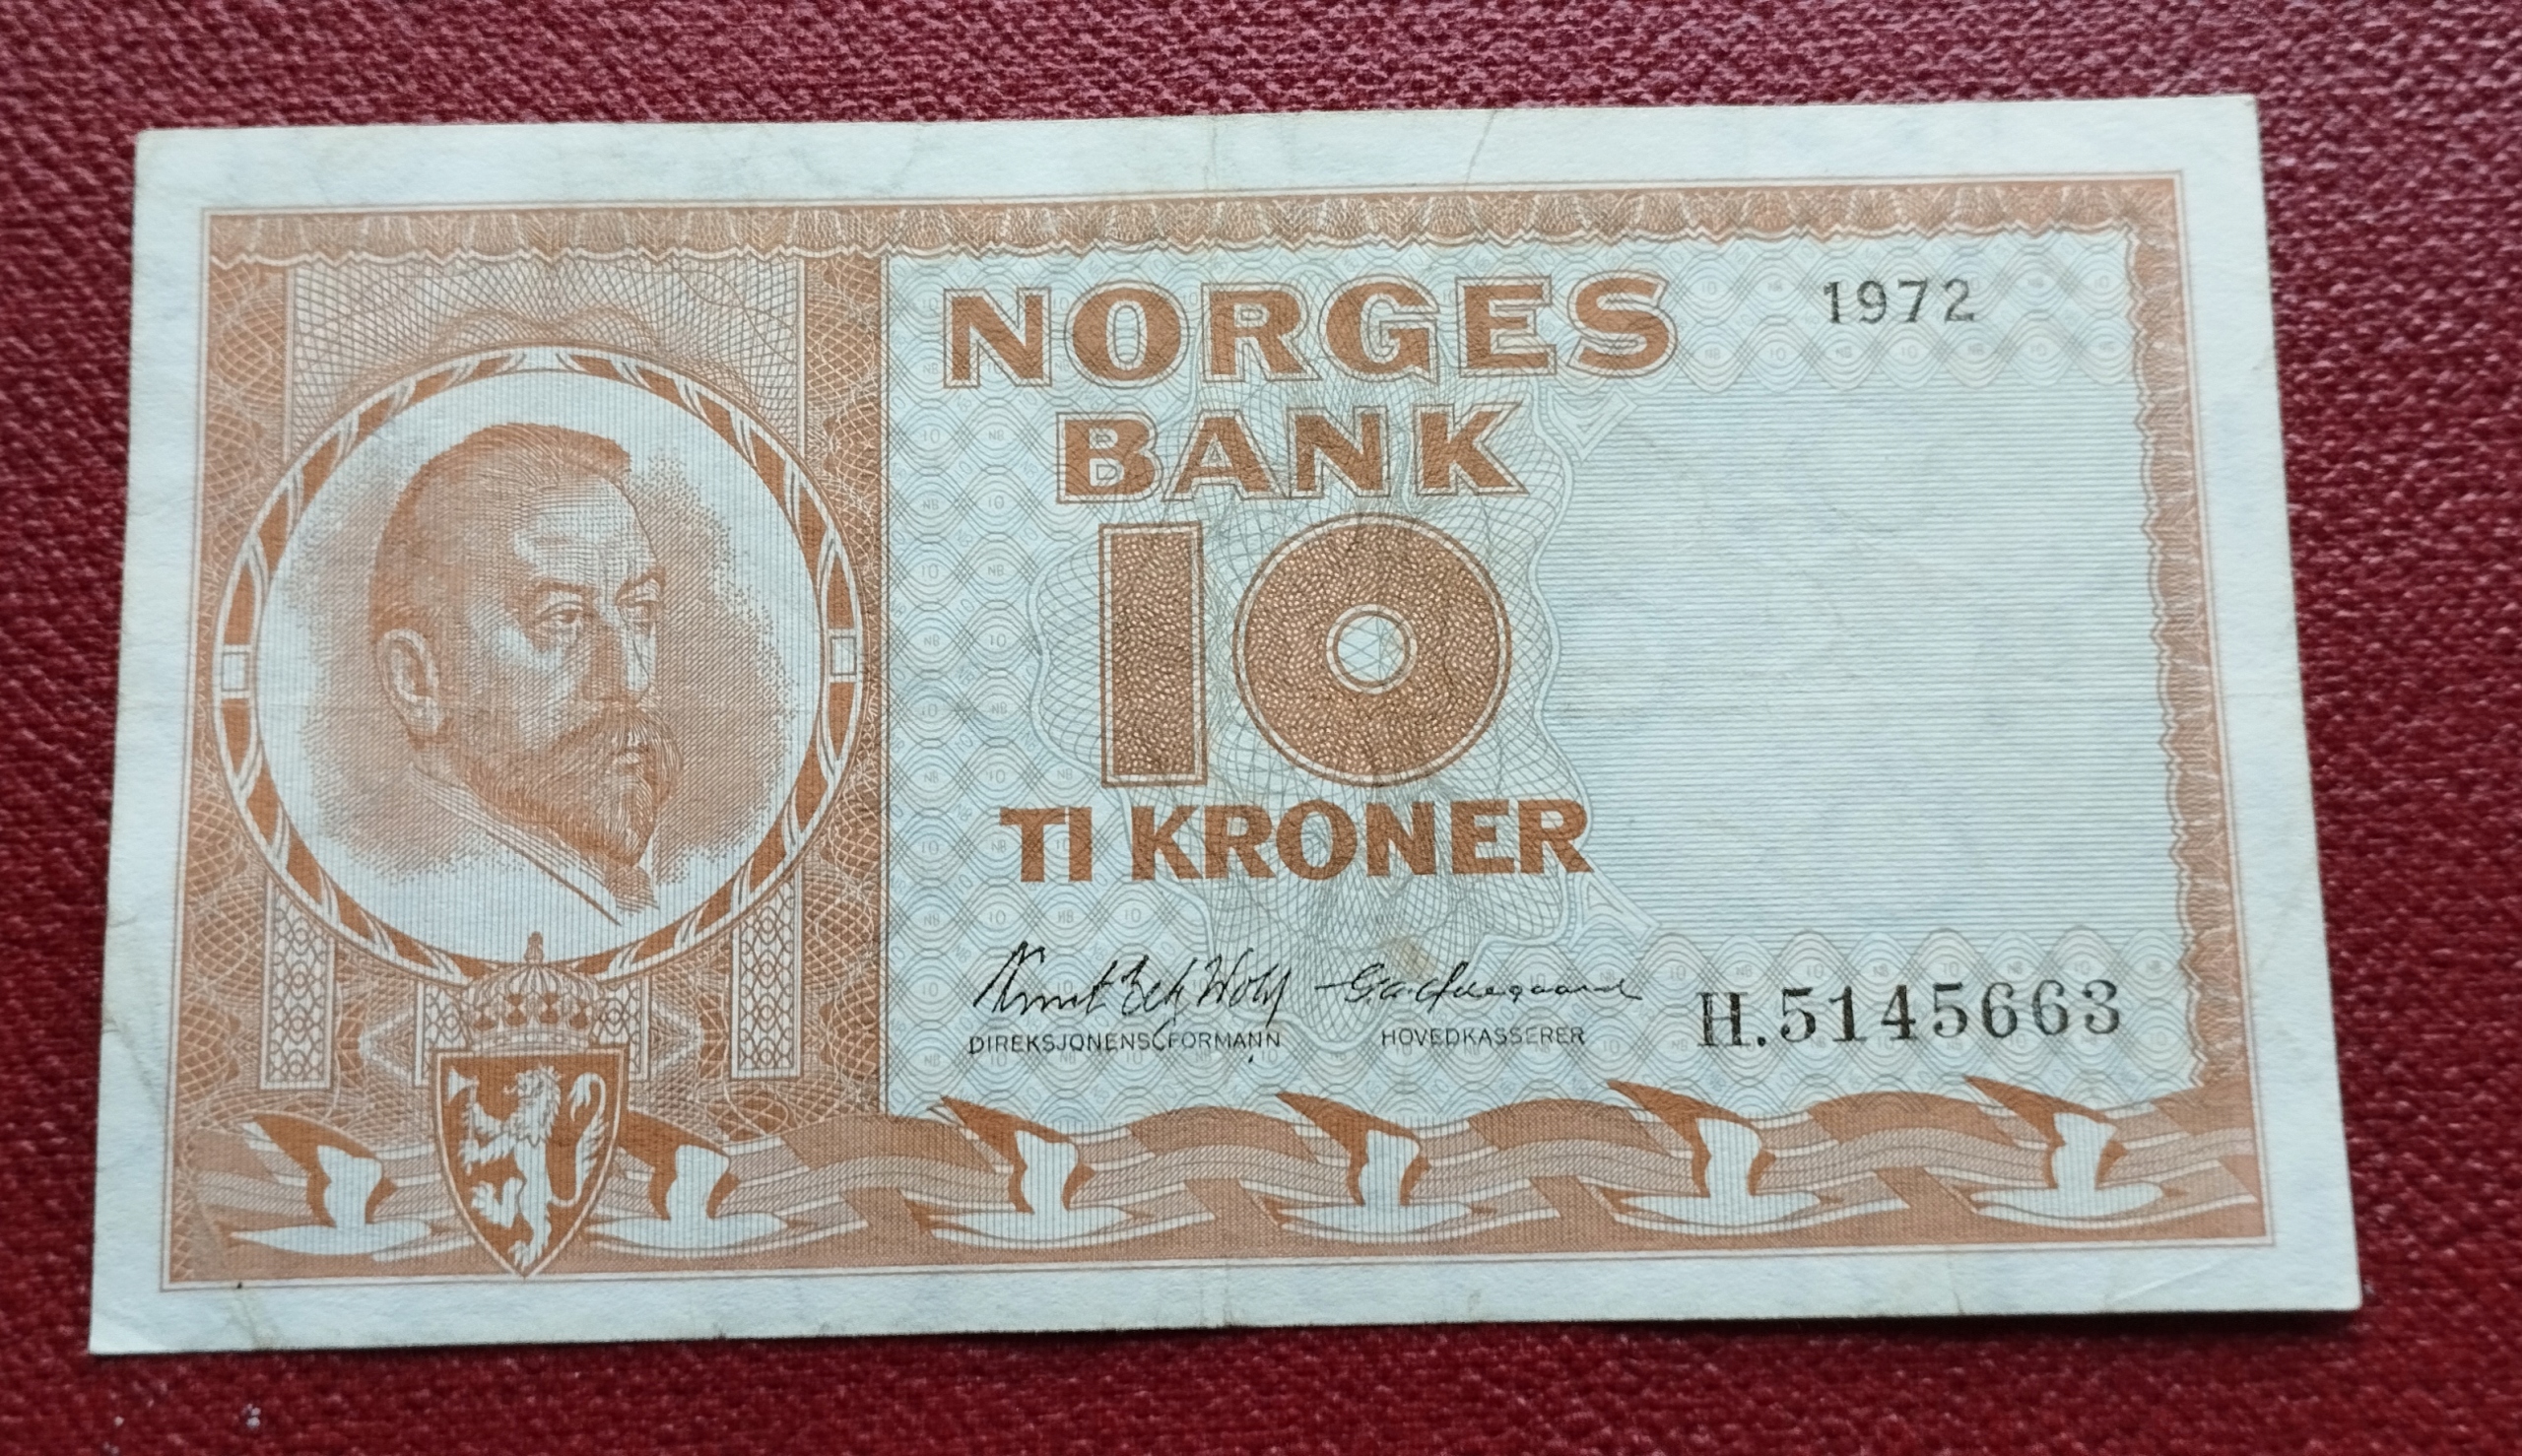 NORGES
1972
BANK
10
TI KRONER
DIREKSJONENS FORMANN
HOVEDKASSERER
H.5145663